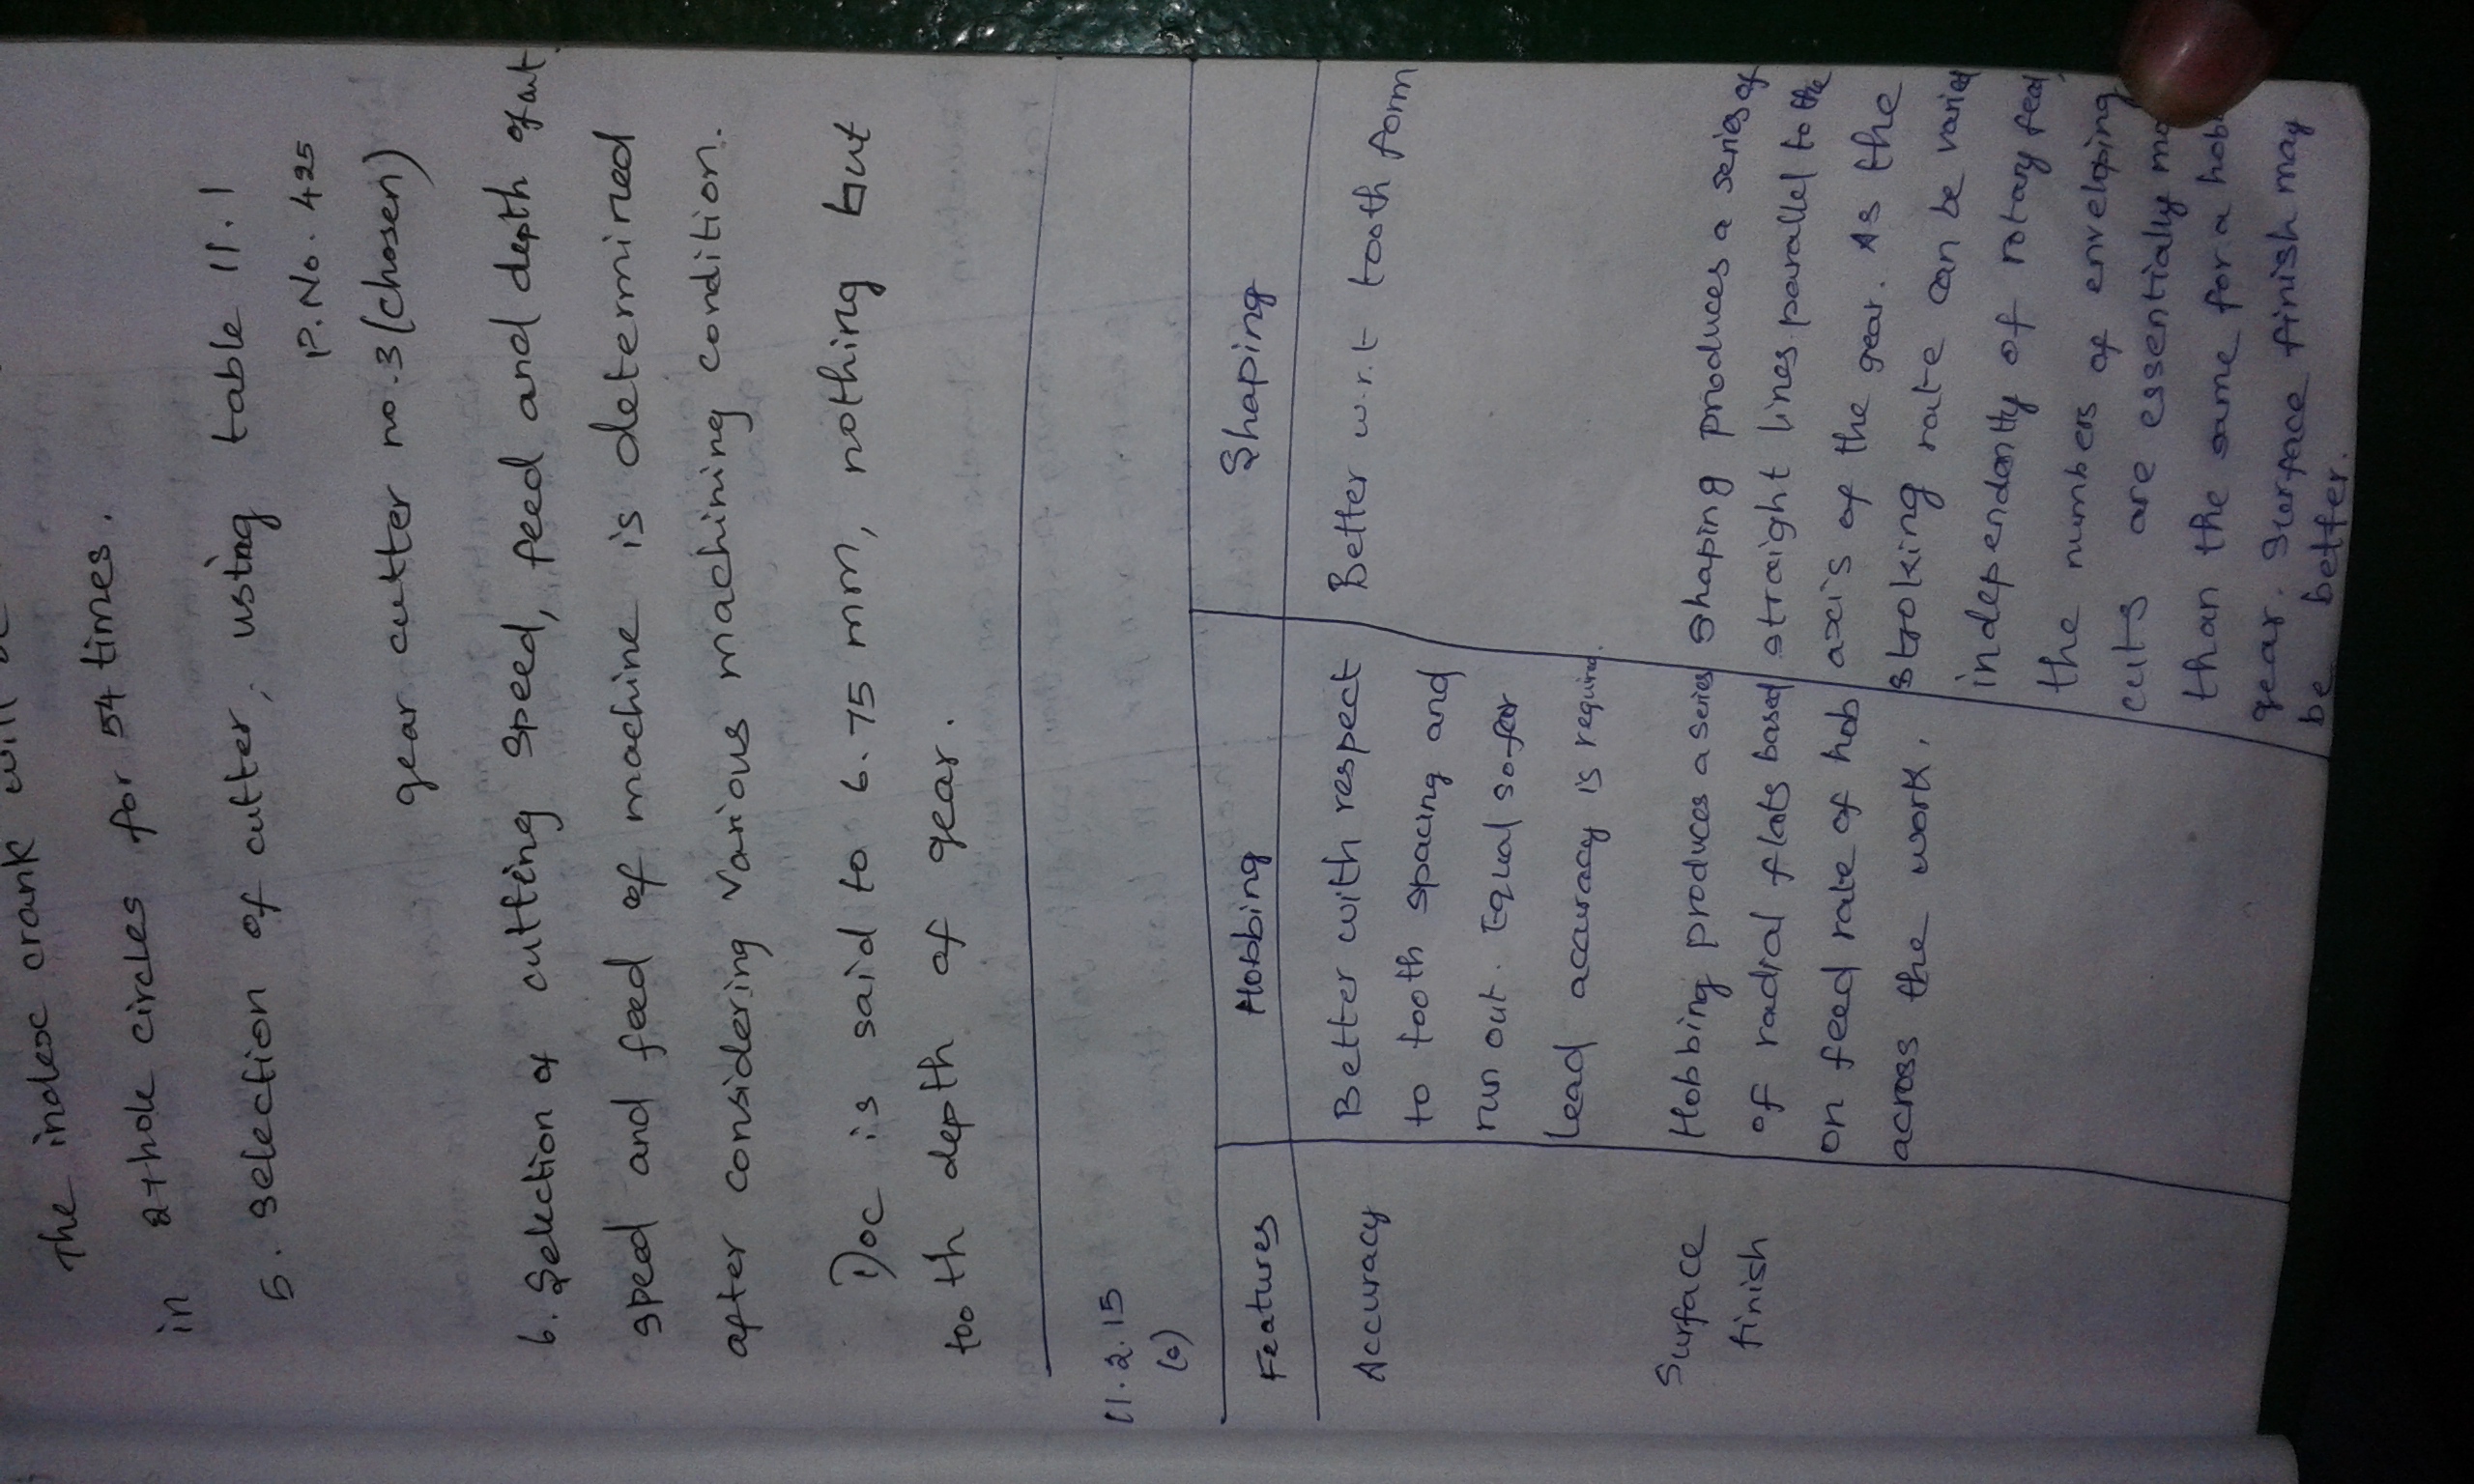 The index crank will be
in 27 hole circles for 54 times.
5. Selection of cutter, using table 11.1
P. No. 425
gear cutter no.3 (chosen)
6. Selection of cutting speed, feed and depth of cut.
speed and feed of machine is determined
after considering various machining condition.
Doc is said to 6.75 mm, nothing but
tooth depth of gear.
11.2.15
Features Hobbing Shaping
Accuracy Better with respect Better w.r.t tooth form
to tooth spacing and
run out. Equal so far
lead accuracy is required.
Surface Hobbing produces a series Shaping produces a series of
finish of radial flats based straight lines parallel to the
on feed rate of hob axis of the gear. As the
across the work. stroking rate can be varied
independently of rotary feed,
the numbers of enveloping
cuts are essentially
than the same for a
gear. Surface finish may
be better.